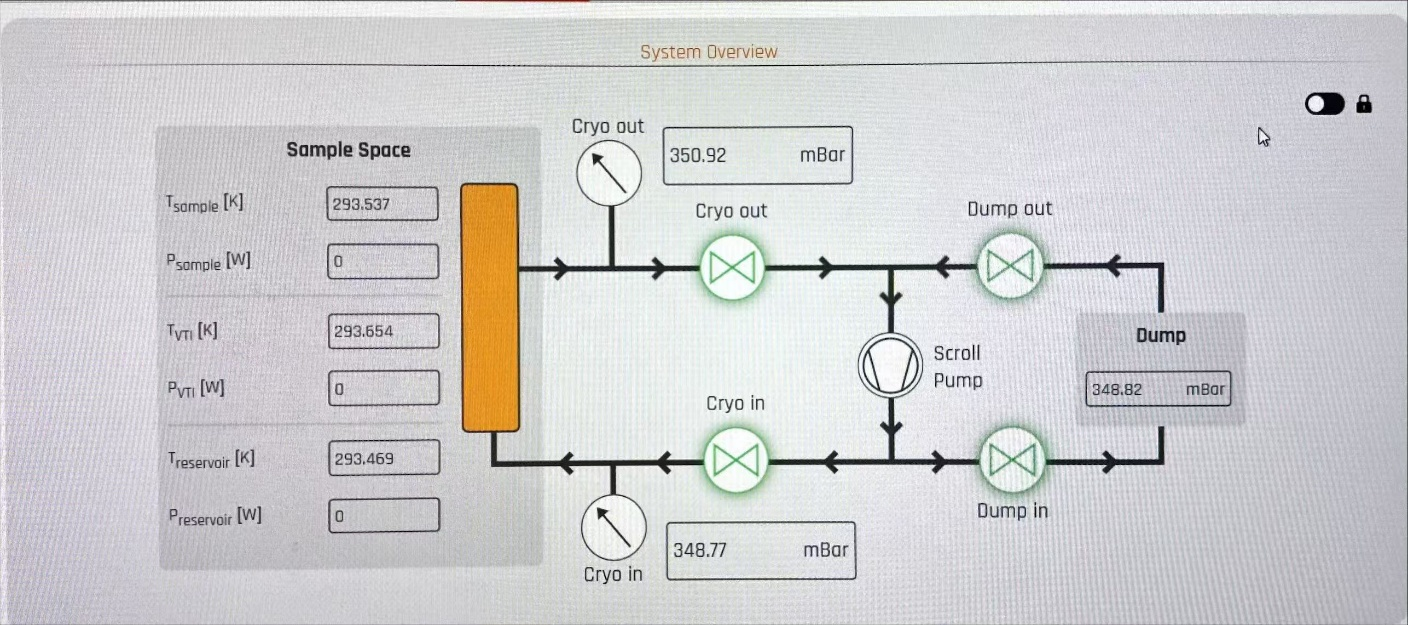 System Overview
Sample Space
Tsample [K]
293.537
Psample [W]
0
TVTI [K]
293.654
PVTI [W]
0
Treservoir [K]
293.469
Preservoir [W]
0
Cryo out
350.92 mBar
Cryo out
Dump out
Scroll
Pump
Dump
348.82 mBar
Cryo in
Dump in
Cryo in
348.77 mBar